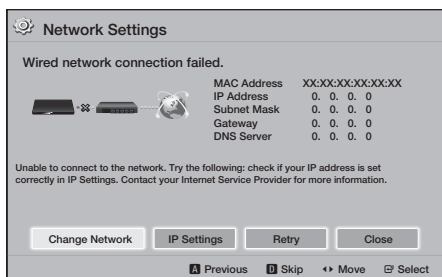 Network Settings
Wired network connection failed.
MAC Address XX:XX:XX:XX:XX:XX
IP Address 0. 0. 0. 0
Subnet Mask 0. 0. 0. 0
Gateway 0. 0. 0. 0
DNS Server 0. 0. 0. 0
Unable to connect to the network. Try the following: check if your IP address is set
correctly in IP Settings. Contact your Internet Service Provider for more information.
Change Network IP Settings Retry Close
A Previous D Skip Move Select